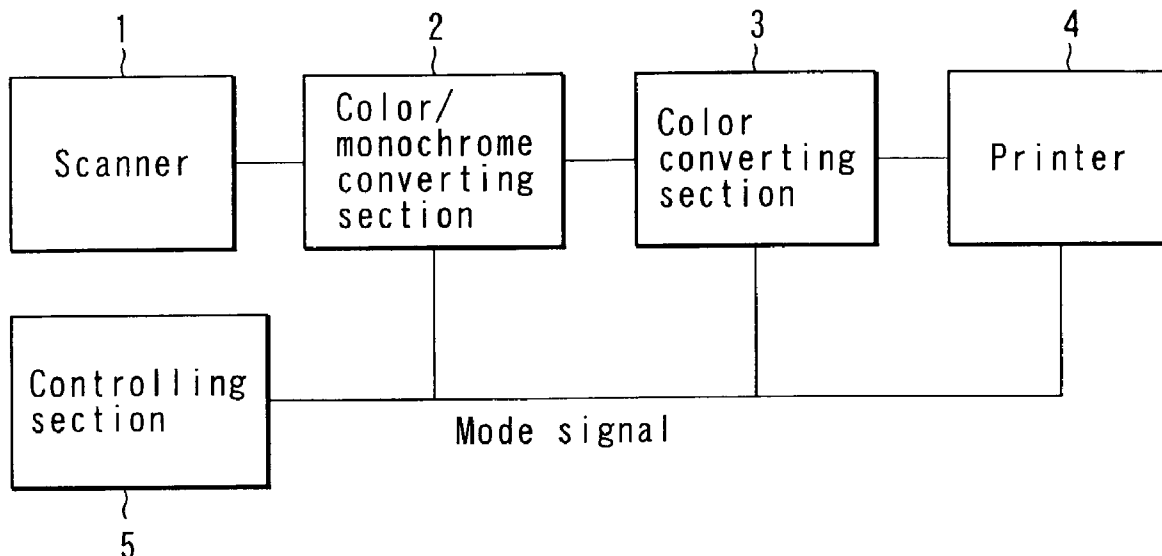 1
2
3
4
Scanner
Color/
monochrome
converting
section
Color
converting
section
Printer
Controlling
section
Mode signal
5